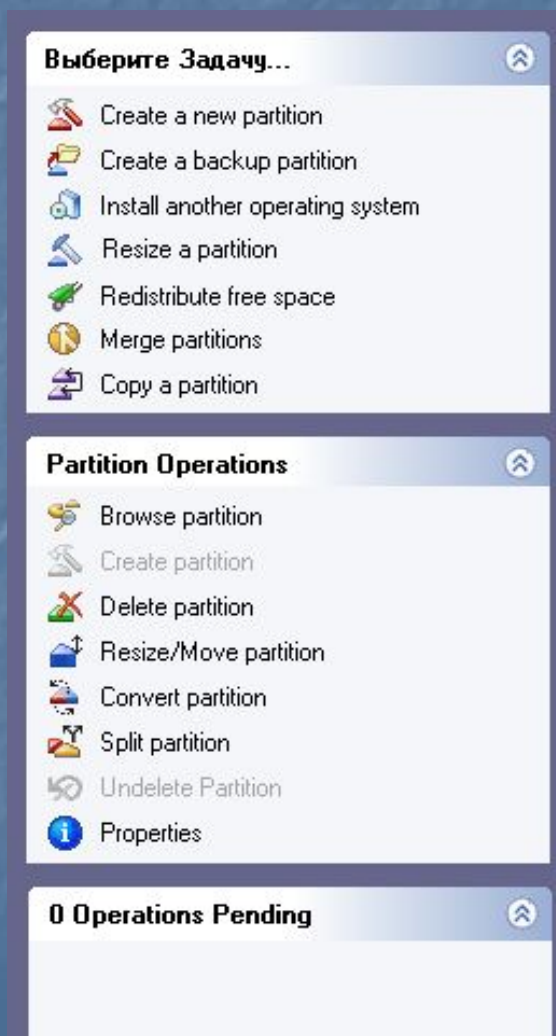 Выберите Задачу...
Create a new partition
Create a backup partition
Install another operating system
Resize a partition
Redistribute free space
Merge partitions
Copy a partition
Partition Operations
Browse partition
Create partition
Delete partition
Resize/Move partition
Convert partition
Split partition
Undelete Partition
Properties
0 Operations Pending